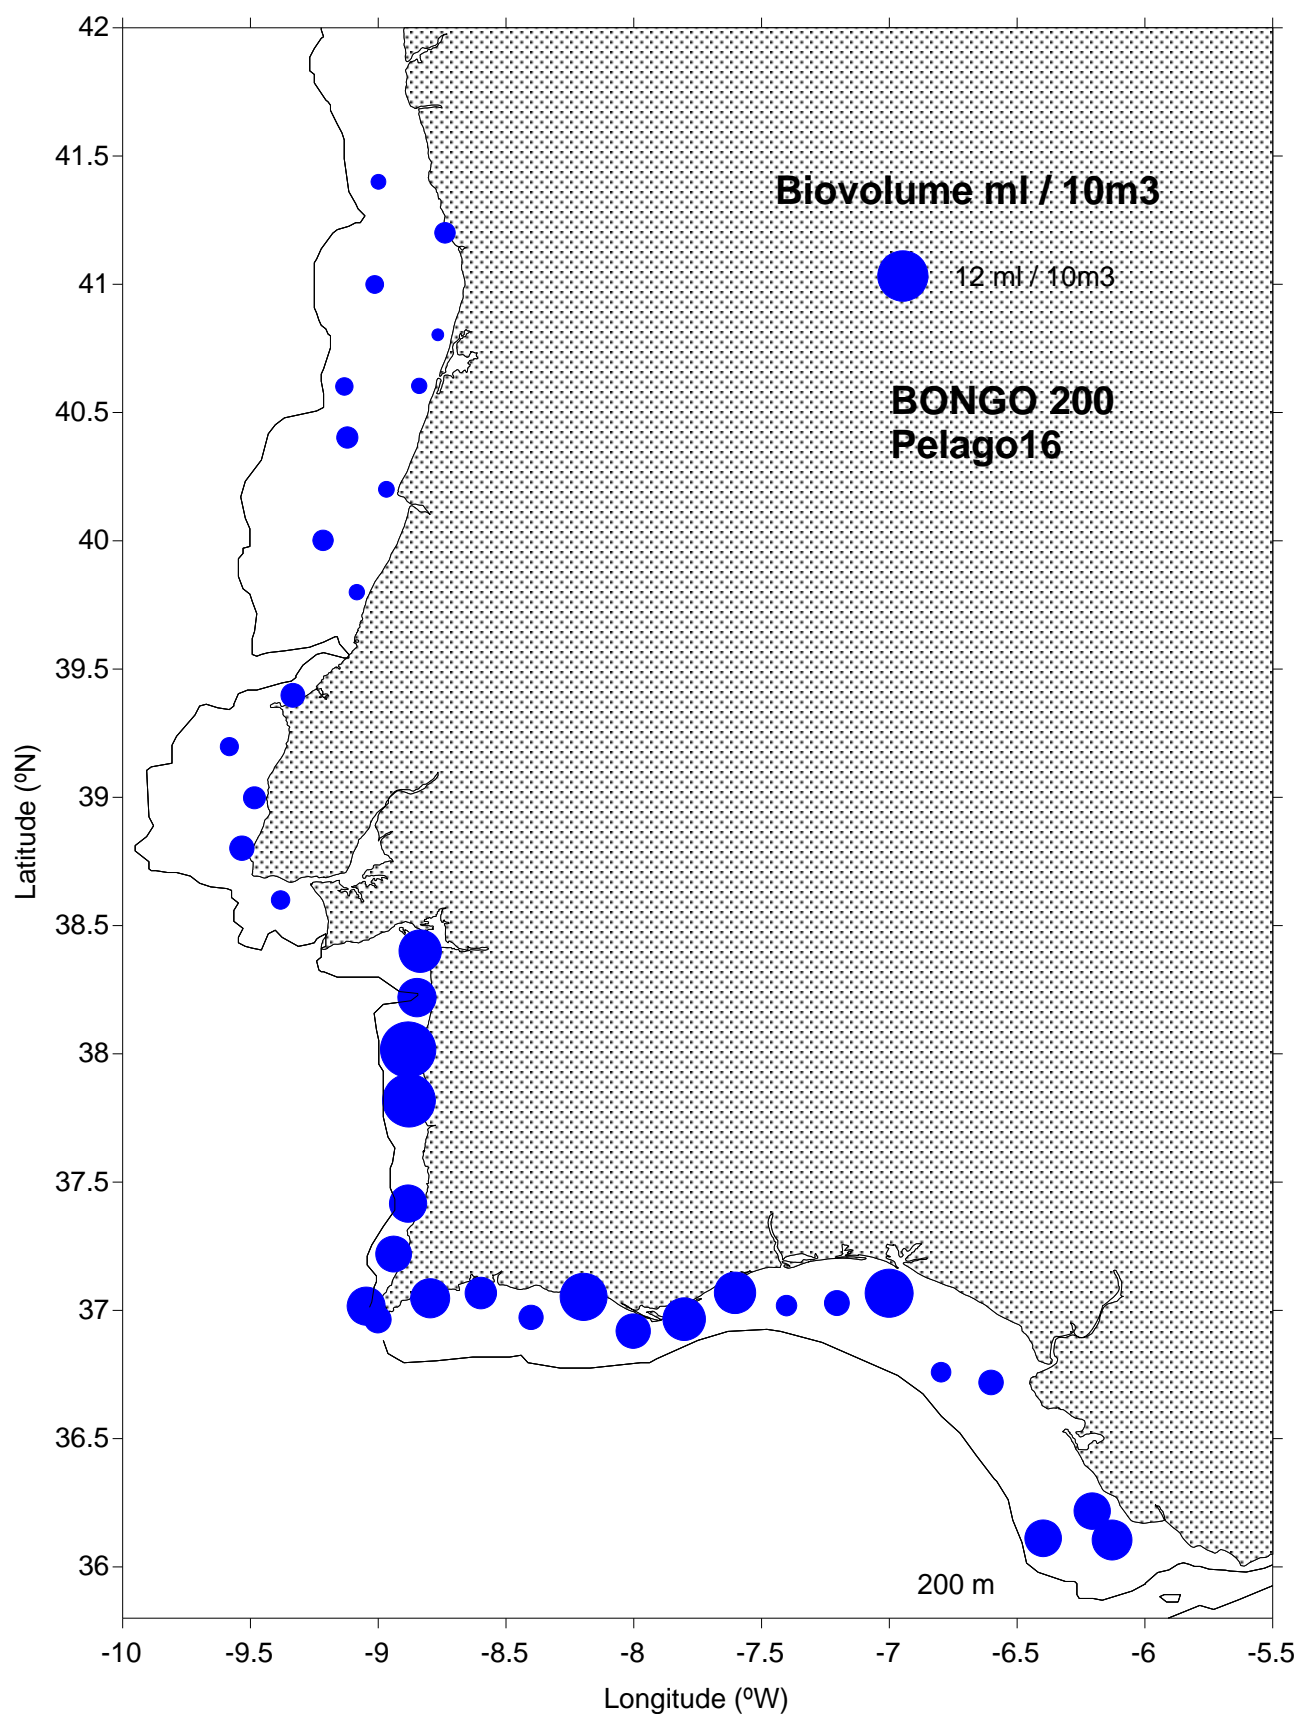 42
41.5
41
40.5
40
39.5
39
38.5
38
37.5
37
36.5
36
Latitude (ºN)
Biovolume ml / 10m3
12 ml / 10m3
BONGO 200
Pelago16
200 m
-10 -9.5 -9 -8.5 -8 -7.5 -7 -6.5 -6 -5.5
Longitude (ºW)